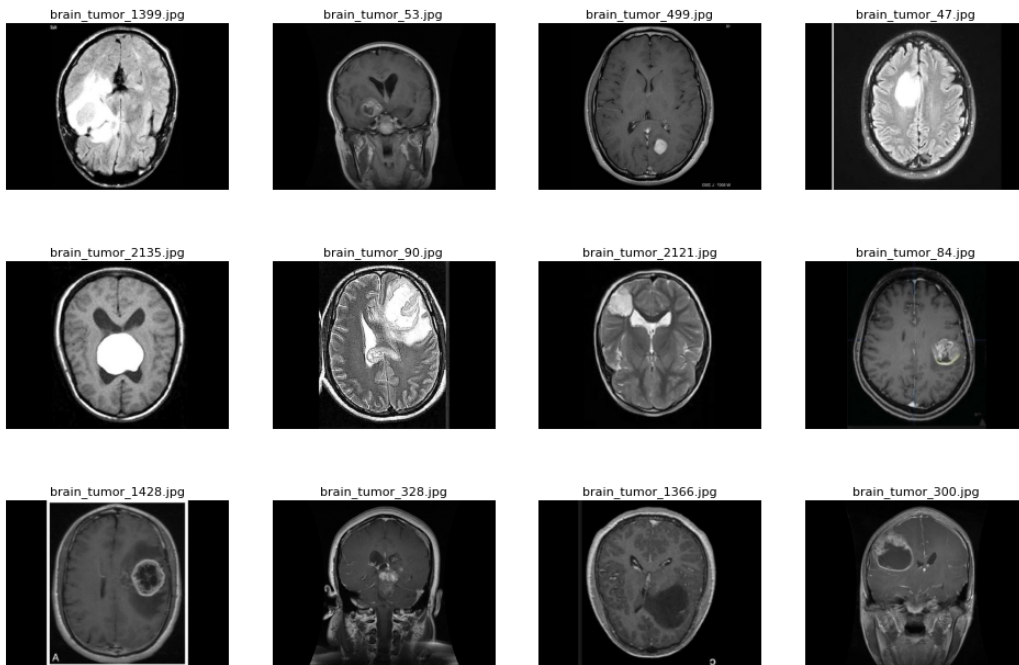 brain_tumor_1399.jpg
brain_tumor_53.jpg
brain_tumor_499.jpg
brain_tumor_47.jpg
brain_tumor_2135.jpg
brain_tumor_90.jpg
brain_tumor_2121.jpg
brain_tumor_84.jpg
brain_tumor_1428.jpg
brain_tumor_328.jpg
brain_tumor_1366.jpg
brain_tumor_300.jpg
A